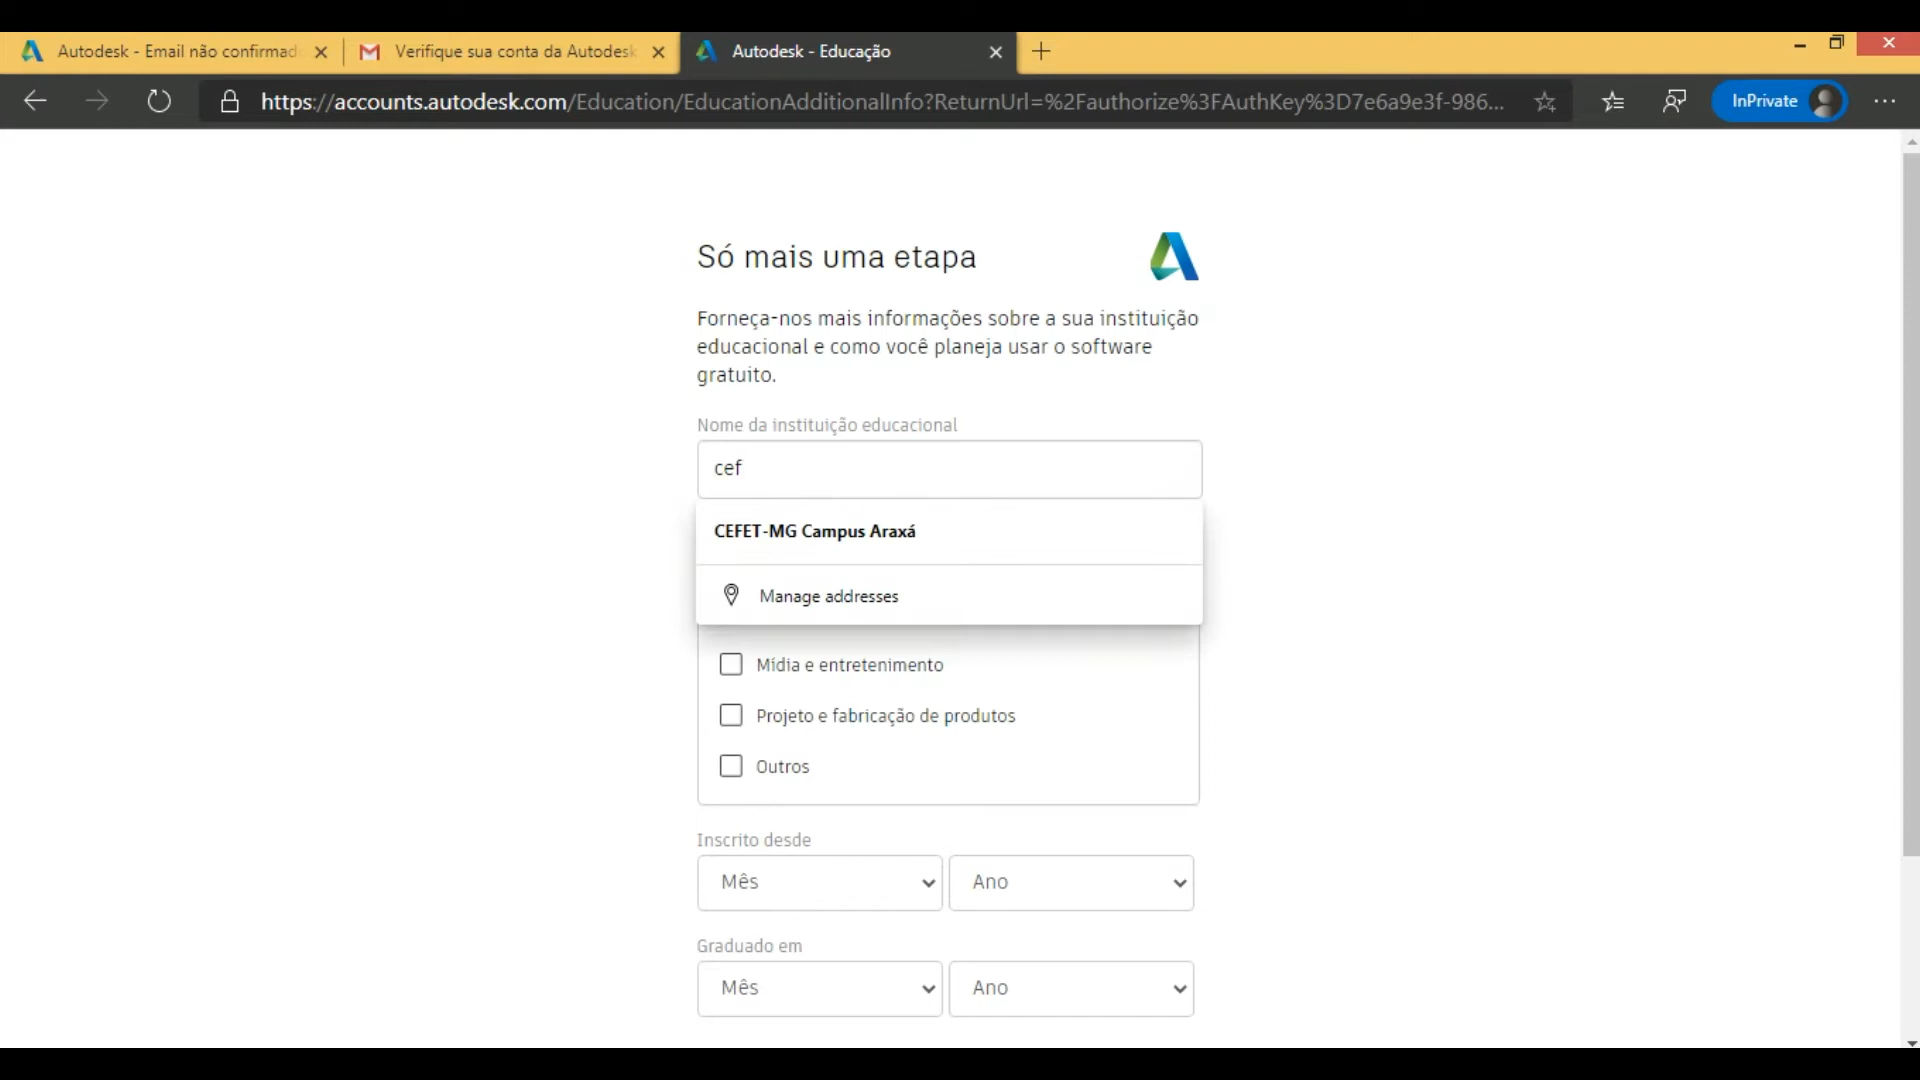 Autodesk - Email não confirmad
Verifique sua conta da Autodesk
Autodesk - Educação
https://accounts.autodesk.com/Education/EducationAdditionalInfo?ReturnUrl=%2Fauthorize%3FAuthKey%3D7e6a9e3f-986...
InPrivate
Só mais uma etapa
Forneça-nos mais informações sobre a sua instituição
educacional e como você planeja usar o software
gratuito.
Nome da instituição educacional
cef
CEFET-MG Campus Araxá
Manage addresses
Mídia e entretenimento
Projeto e fabricação de produtos
Outros
Inscrito desde
Mês Ano
Graduado em
Mês Ano